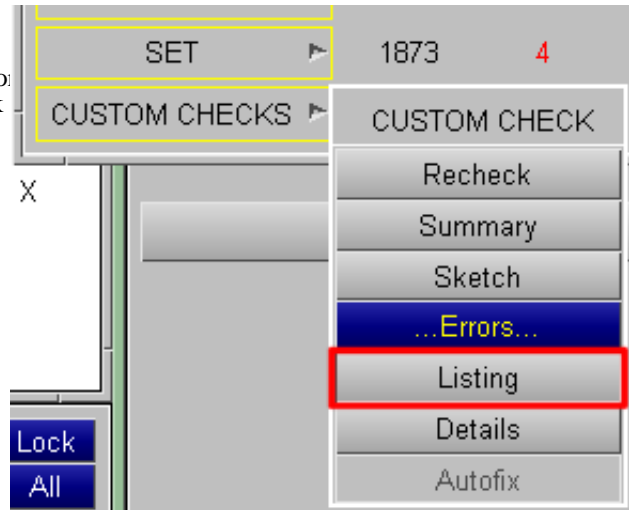 SET 1873 4
CUSTOM CHECKS
CUSTOM CHECK
Recheck
Summary
Sketch
...Errors...
Listing
Details
Autofix
X
Lock
All